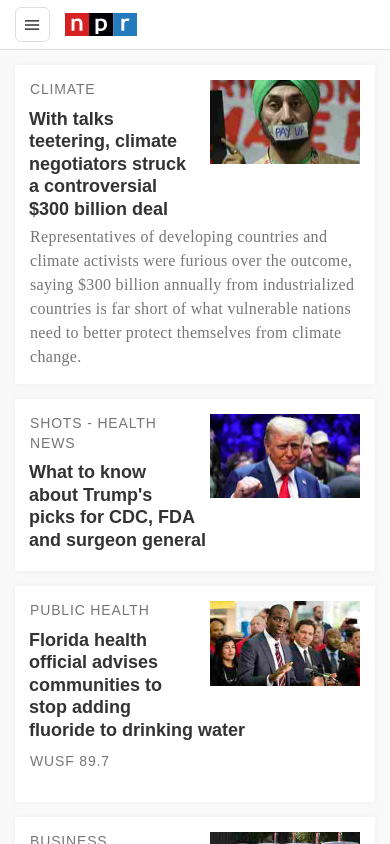 npr
CLIMATE
With talks
teetering, climate
negotiators struck
a controversial
$300 billion deal
PAY UP
Representatives of developing countries and
climate activists were furious over the outcome,
saying $300 billion annually from industrialized
countries is far short of what vulnerable nations
need to better protect themselves from climate
change.
SHOTS - HEALTH
NEWS
What to know
about Trump's
picks for CDC, FDA
and surgeon general
PUBLIC HEALTH
Florida health
official advises
communities to
stop adding
fluoride to drinking water
WUSF 89.7
BUSINESS